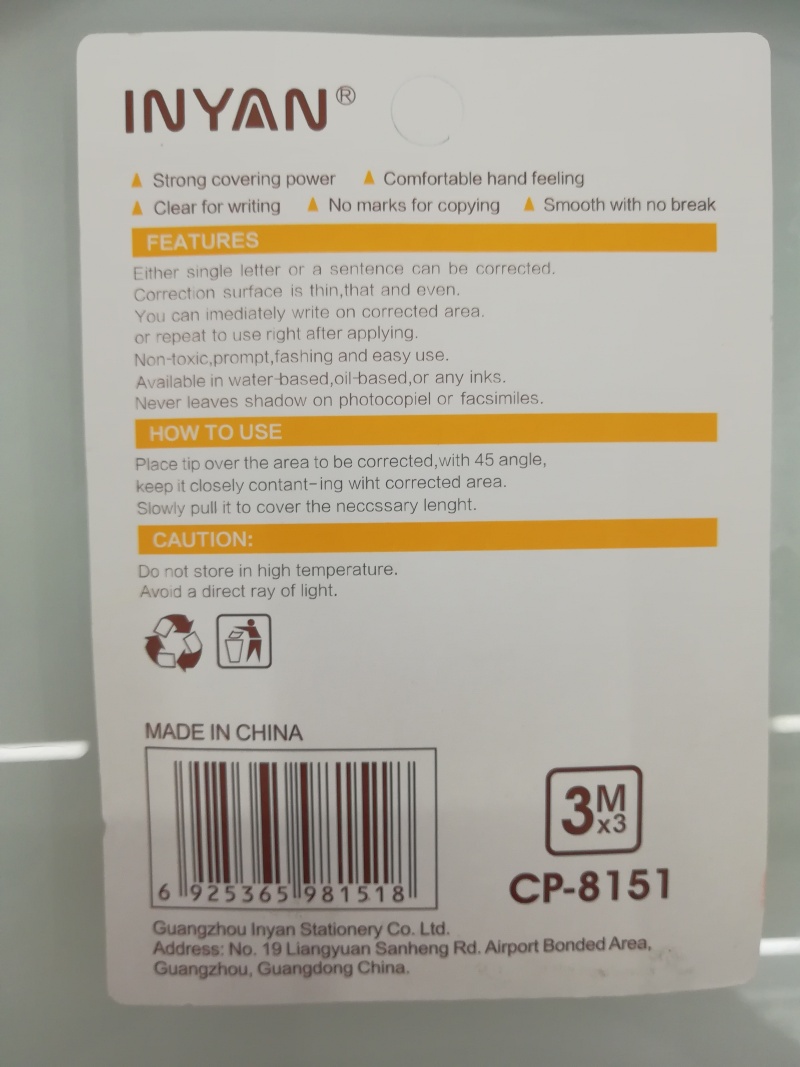 INYAN®
Strong covering power Comfortable hand feeling
Clear for writing No marks for copying Smooth with no break
FEATURES
Either single letter or a sentence can be corrected.
Correction surface is thin,that and even.
You can imediately write on corrected area.
or repeat to use right after applying.
Non-toxic,prompt,fashing and easy use.
Available in water-based,oil-based,or any inks.
Never leaves shadow on photocopiel or facsimiles.
HOW TO USE
Place tip over the area to be corrected,with 45 angle,
keep it closely contant-ing wiht corrected area.
Slowly pull it to cover the neccssary lenght.
CAUTION:
Do not store in high temperature.
Avoid a direct ray of light.
MADE IN CHINA
6 925365 981518
3M x3
CP-8151
Guangzhou Inyan Stationery Co. Ltd.
Address: No. 19 Liangyuan Sanheng Rd. Airport Bonded Area,
Guangzhou, Guangdong China.